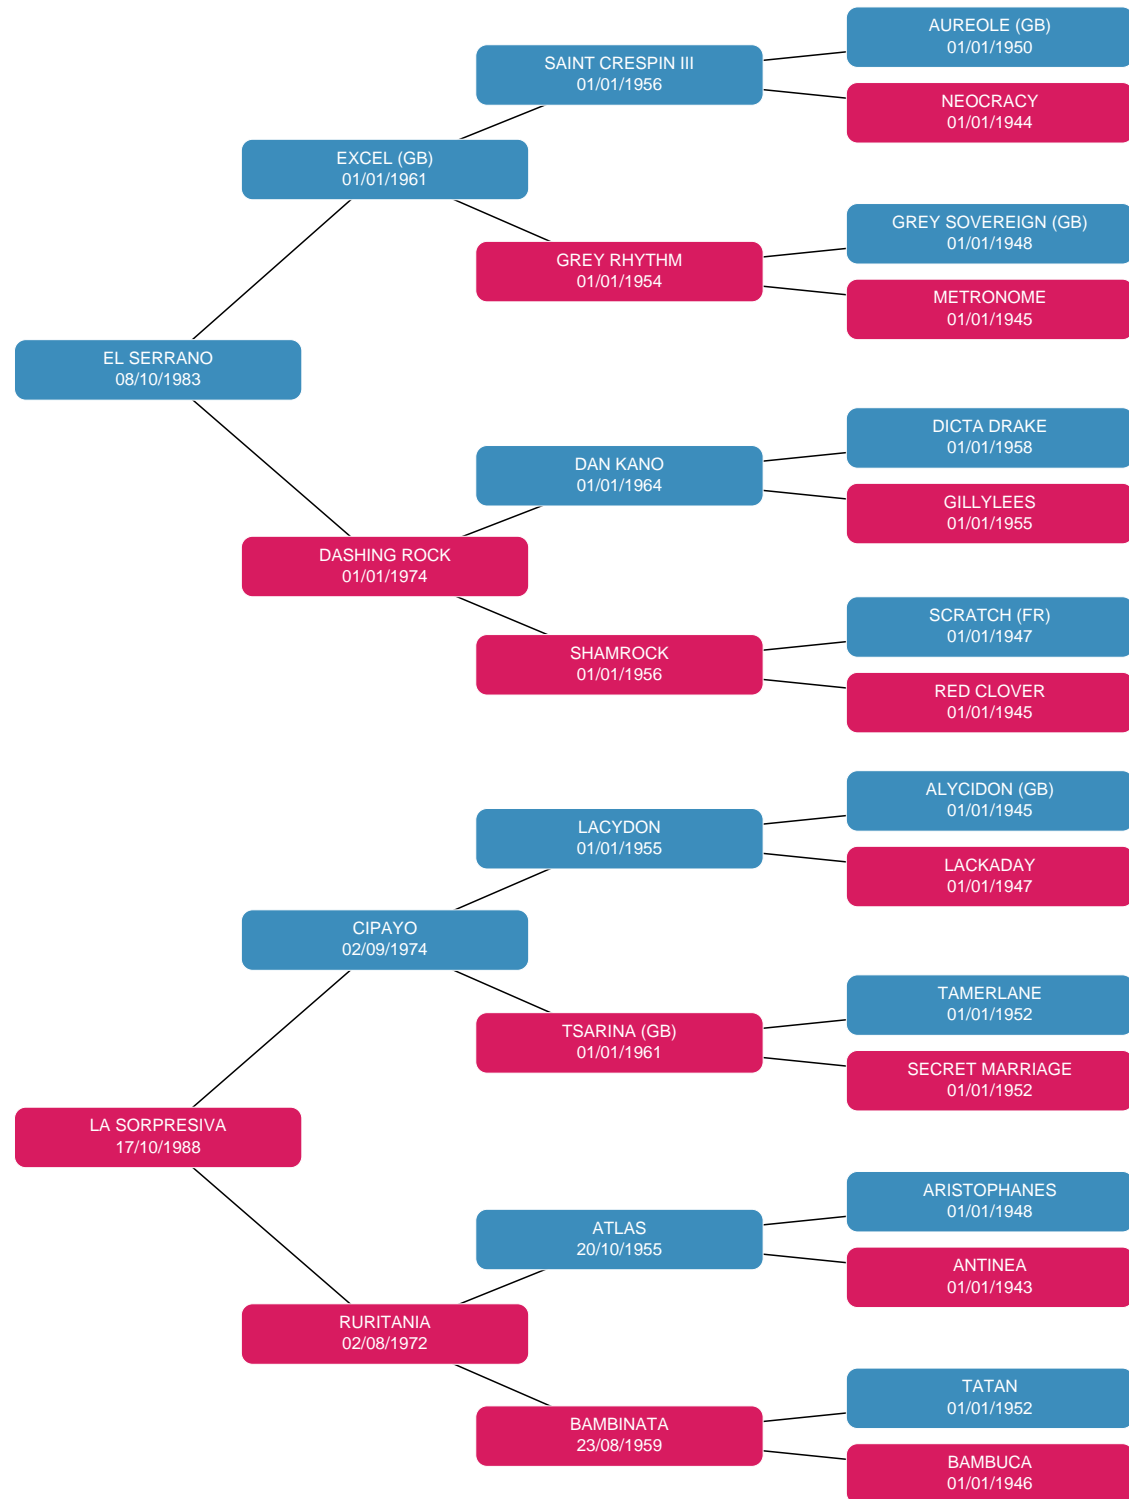 AUREOLE (GB)
01/01/1950
SAINT CRESPIN III
01/01/1956
NEOCRACY
01/01/1944
EXCEL (GB)
01/01/1961
GREY SOVEREIGN (GB)
01/01/1948
GREY RHYTHM
01/01/1954
METRONOME
01/01/1945
EL SERRANO
08/10/1983
DICTA DRAKE
01/01/1958
DAN KANO
01/01/1964
GILLYLEES
01/01/1955
DASHING ROCK
01/01/1974
SCRATCH (FR)
01/01/1947
SHAMROCK
01/01/1956
RED CLOVER
01/01/1945
ALYCIDON (GB)
01/01/1945
LACYDON
01/01/1955
LACKADAY
01/01/1947
CIPAYO
02/09/1974
TAMERLANE
01/01/1952
TSARINA (GB)
01/01/1961
SECRET MARRIAGE
01/01/1952
LA SORPRESIVA
17/10/1988
ARISTOPHANES
01/01/1948
ATLAS
20/10/1955
ANTINEA
01/01/1943
RURITANIA
02/08/1972
TATAN
01/01/1952
BAMBINATA
23/08/1959
BAMBUCA
01/01/1946